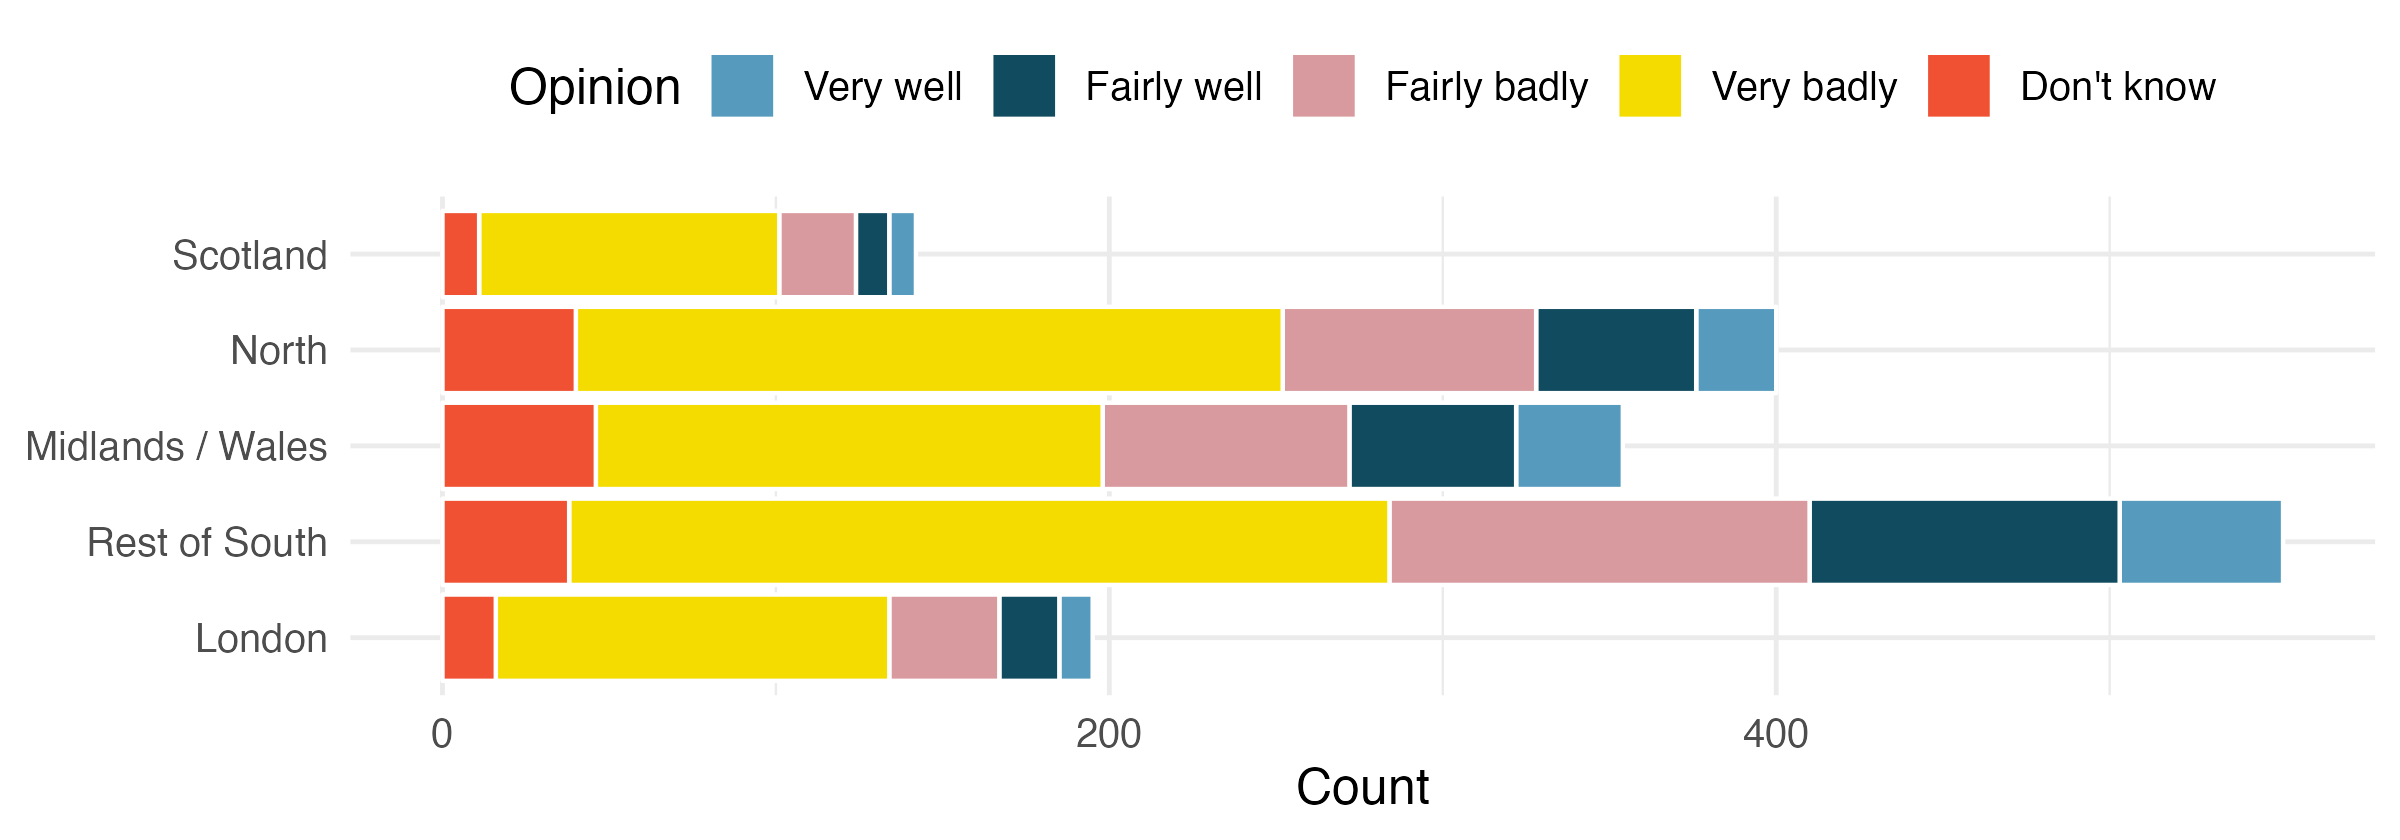 Opinion Very well Fairly well Fairly badly Very badly Don't know
Scotland
North
Midlands / Wales
Rest of South
London
0 200 400
Count